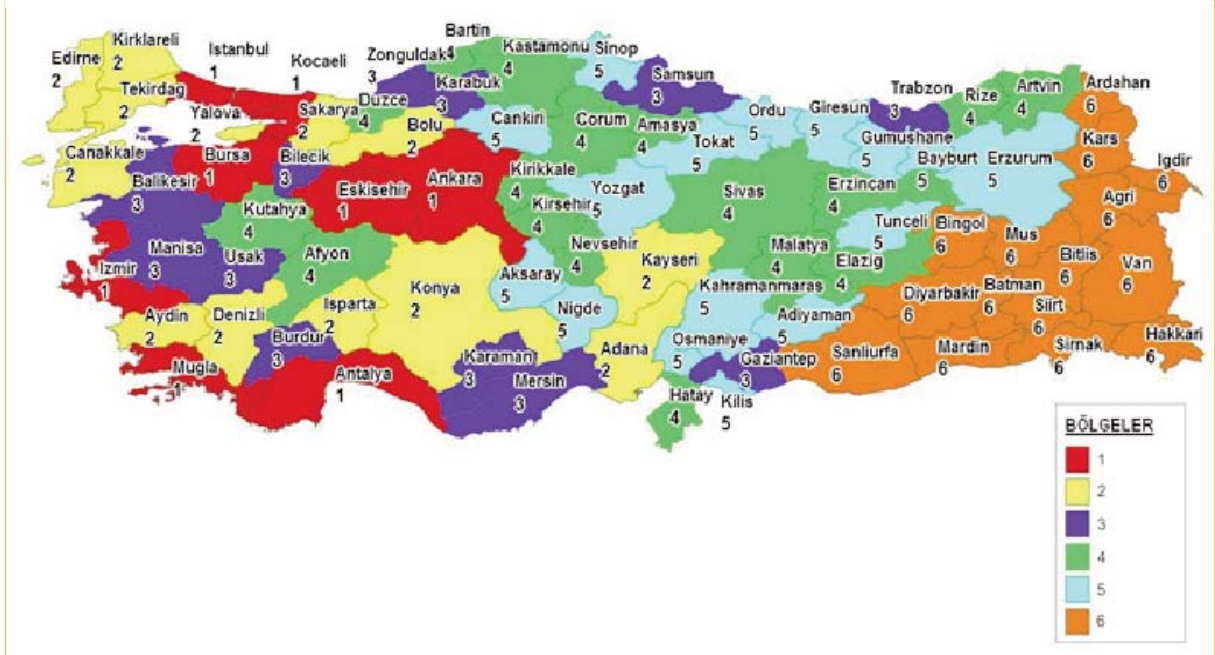 Bartin
Kirklareli
2
Istanbul
1
Kocaeli
1
Zonguldak
3
4
Kastamonu
4
Sinop
5
Edirne
2
Tekirdag
2
Yalova
2
Sakarya
2
Duzce
4
Karabuk
3
Samsun
3
Trabzon
3
Rize
4
Artvin
4
Ardahan
6
Canakkale
2
Balikesir
3
Bursa
1
Bilecik
3
Bolu
2
Cankiri
5
Corum
4
Amasya
4
Tokat
5
Ordu
5
Giresun
5
Gumushane
5
Bayburt
5
Erzurum
5
Kars
6
Igdir
6
Eskisehir
1
Ankara
1
Kirikkale
4
Kirsehir
4
Yozgat
5
Sivas
4
Erzincan
4
Tunceli
5
Bingol
6
Mus
6
Agri
6
Kutahya
4
Manisa
3
Usak
3
Afyon
4
Izmir
1
Konya
2
Aksaray
5
Nevsehir
4
Kayseri
2
Malatya
4
Elazig
4
Bitlis
6
Van
6
Aydin
2
Denizli
2
Isparta
2
Burdur
3
Nigde
5
Kahramanmaras
5
Adiyaman
5
Diyarbakir
6
Batman
6
Siirt
6
Mugla
1
Antalya
1
Karaman
3
Mersin
3
Adana
2
Osmaniye
5
Gaziantep
3
Sanliurfa
6
Mardin
6
Sirnak
6
Hakkari
6
Hatay
4
Kilis
5
BÖLGELER
1
2
3
4
5
6